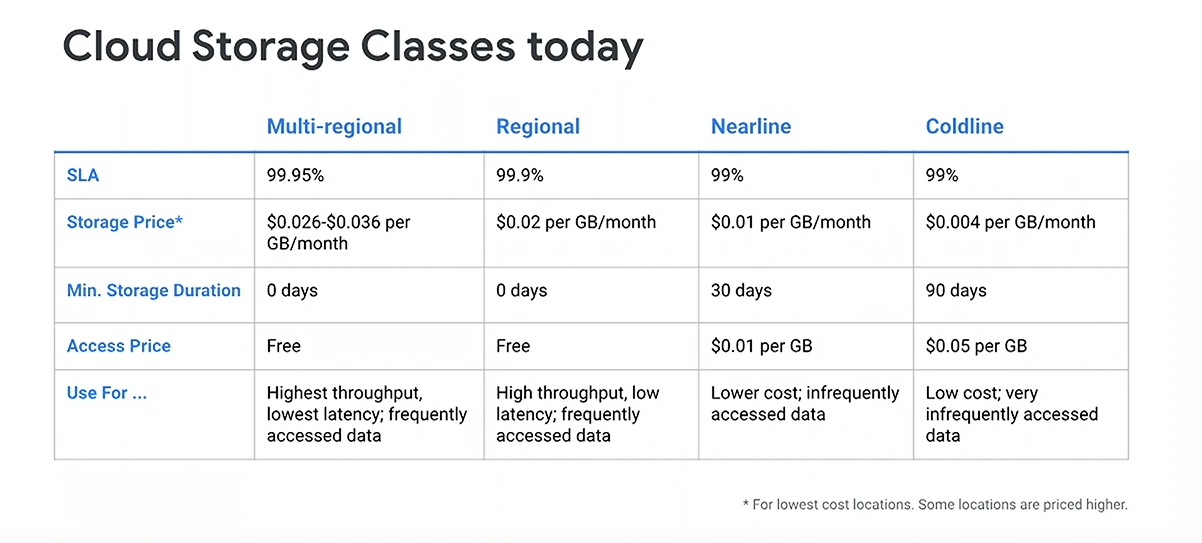 Cloud Storage Classes today
Multi-regional Regional Nearline Coldline
SLA 99.95% 99.9% 99% 99%
Storage Price* $0.026-$0.036 per $0.02 per GB/month $0.01 per GB/month $0.004 per GB/month
GB/month
Min. Storage Duration 0 days 0 days 30 days 90 days
Access Price Free Free $0.01 per GB $0.05 per GB
Use For ... Highest throughput, High throughput, low Lower cost; infrequently Low cost; very
lowest latency; frequently latency; frequently accessed data infrequently accessed
accessed data accessed data data
* For lowest cost locations. Some locations are priced higher.